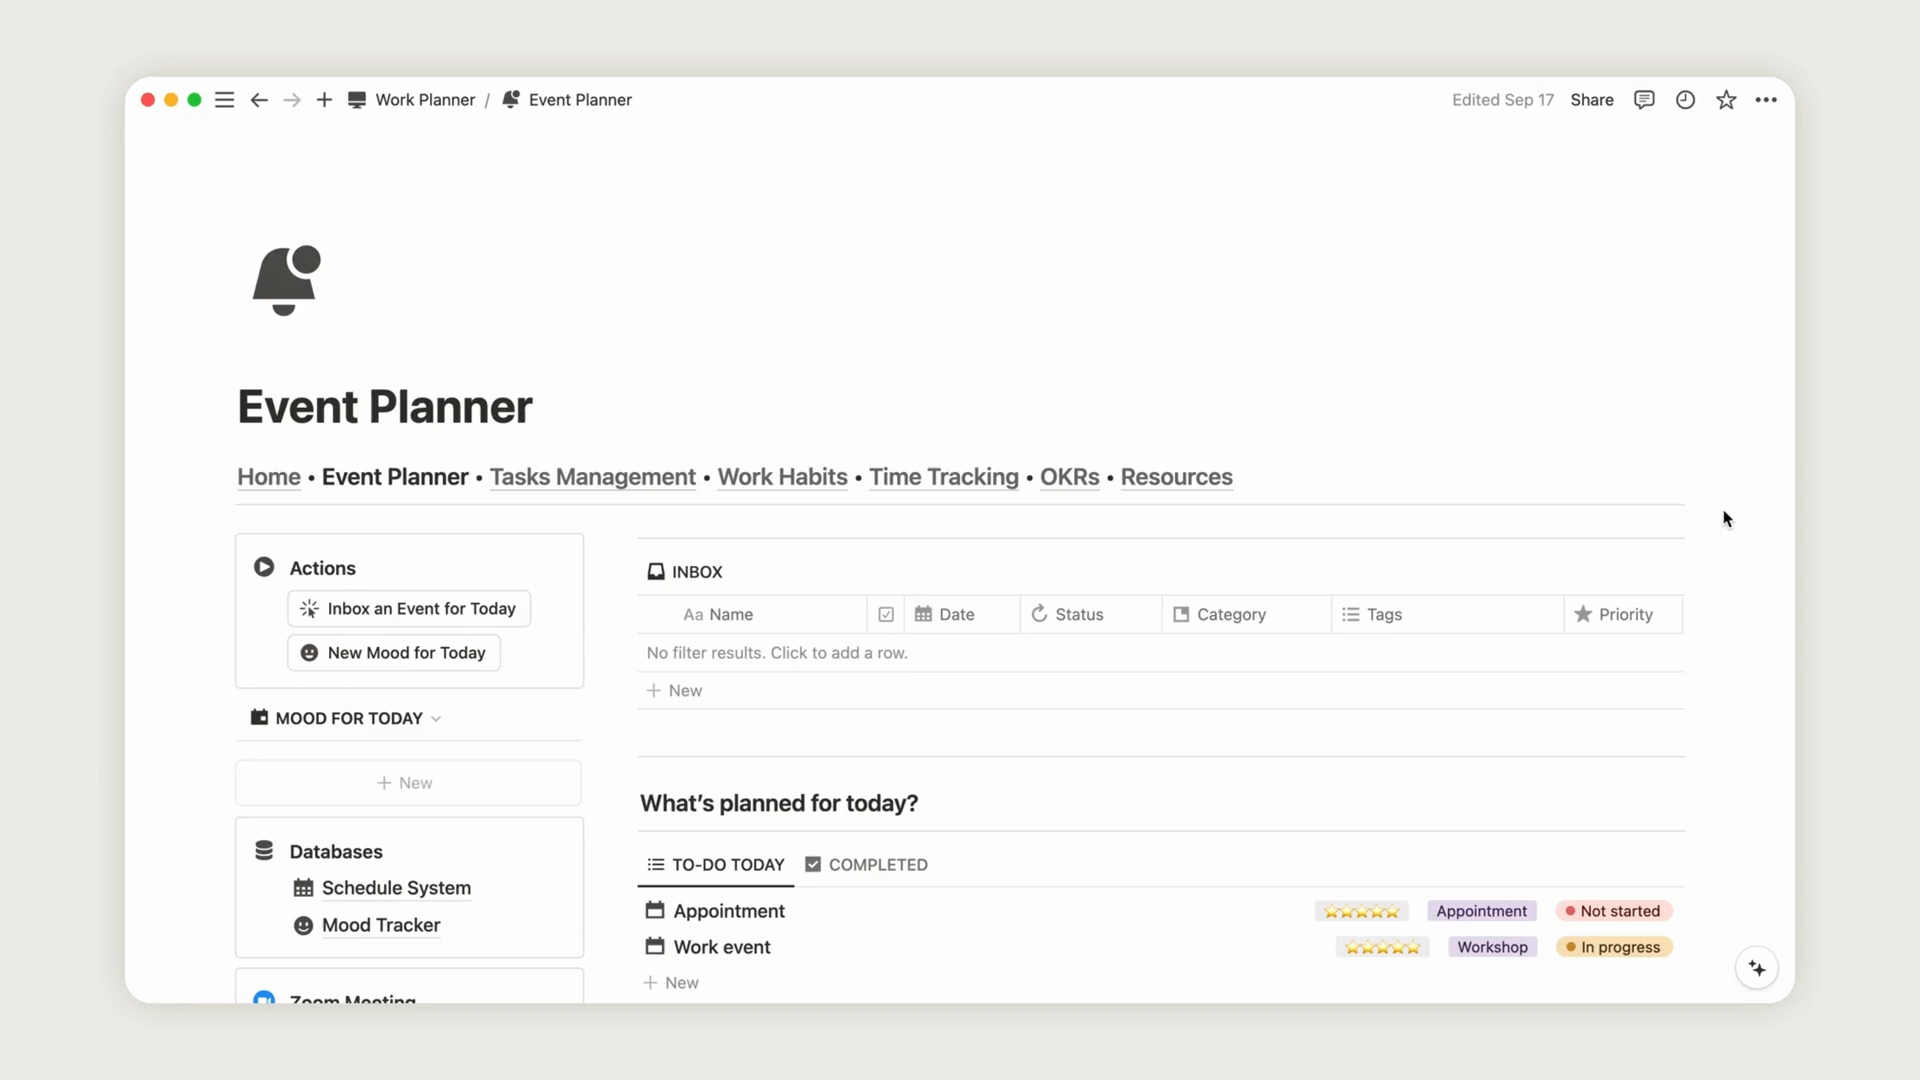 Work Planner / Event Planner
Edited Sep 17 Share
Event Planner
Home • Event Planner • Tasks Management • Work Habits • Time Tracking • OKRs • Resources
Actions
Inbox an Event for Today
New Mood for Today
MOOD FOR TODAY
+ New
Databases
Schedule System
Mood Tracker
Zoom Meeting
INBOX
Aa Name Date Status Category Tags Priority
No filter results. Click to add a row.
+ New
What’s planned for today?
TO-DO TODAY COMPLETED
Appointment ⭐⭐⭐⭐⭐ Appointment Not started
Work event ⭐⭐⭐⭐⭐ Workshop In progress
+ New